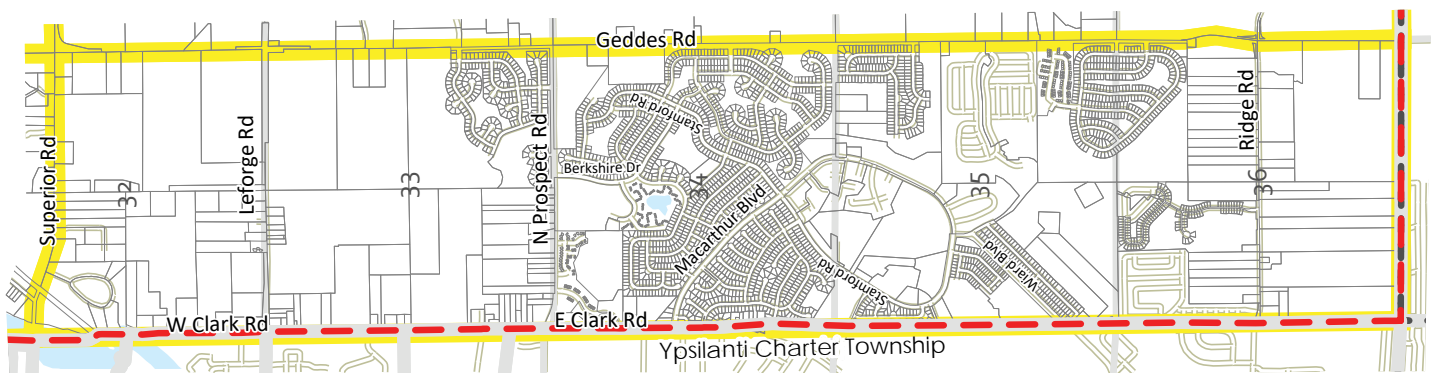 Geddes Rd
Superior Rd
32
Leforge Rd
33
N Prospect Rd
Stamford Rd
Berkshire Dr
34
Macarthur Blvd
Stamford Rd
35
Wiard Blvd
Ridge Rd
36
W Clark Rd
E Clark Rd
Ypsilanti Charter Township